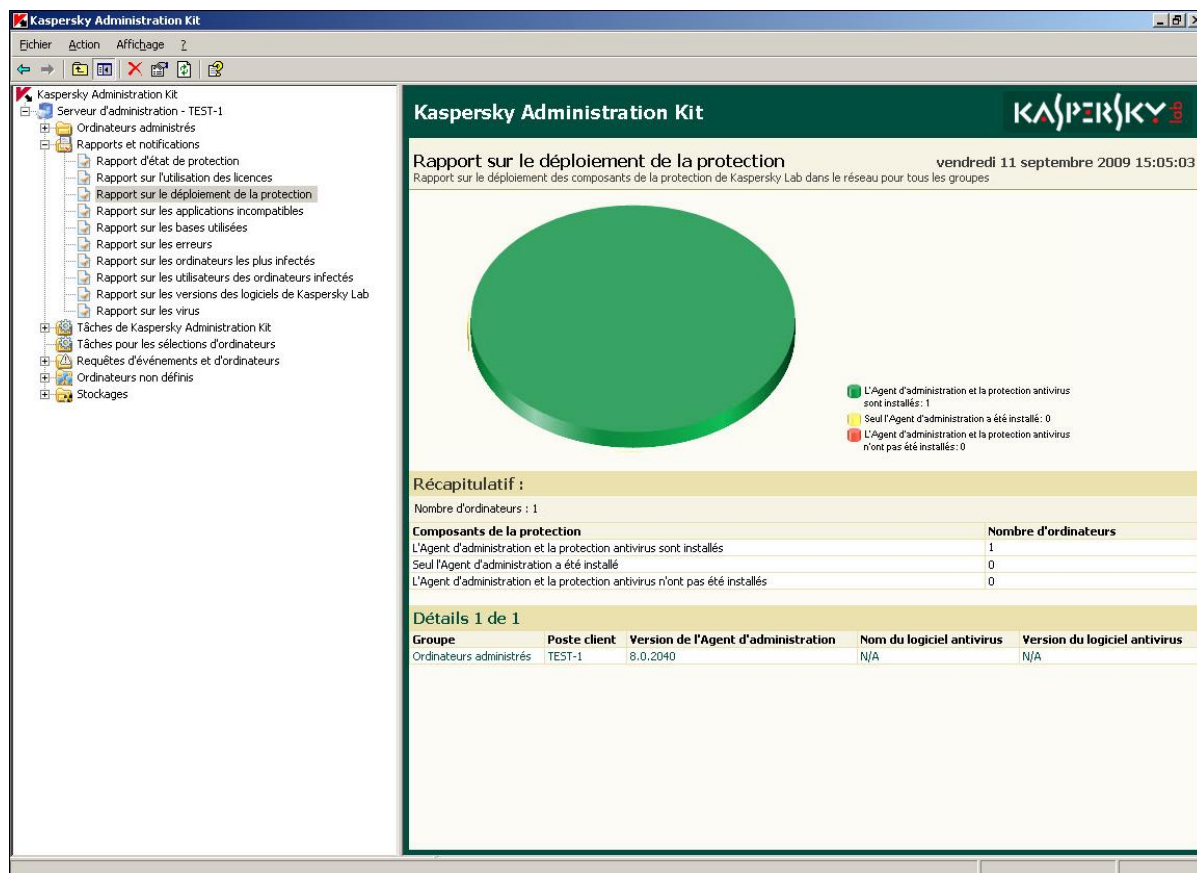 Kaspersky Administration Kit
Fichier Action Affichage ?
Kaspersky Administration Kit
Serveur d'administration - TEST-1
Ordinateurs administrés
Rapports et notifications
Rapport d'état de protection
Rapport sur l'utilisation des licences
Rapport sur le déploiement de la protection
Rapport sur les applications incompatibles
Rapport sur les bases utilisées
Rapport sur les erreurs
Rapport sur les ordinateurs les plus infectés
Rapport sur les utilisateurs des ordinateurs infectés
Rapport sur les versions des logiciels de Kaspersky Lab
Rapport sur les virus
Tâches de Kaspersky Administration Kit
Tâches pour les sélections d'ordinateurs
Requêtes d'événements et d'ordinateurs
Ordinateurs non définis
Stockages
Kaspersky Administration Kit
KASPERSKY lab
Rapport sur le déploiement de la protection
vendredi 11 septembre 2009 15:05:03
Rapport sur le déploiement des composants de la protection de Kaspersky Lab dans le réseau pour tous les groupes
L'Agent d'administration et la protection antivirus
sont installés: 1
Seul l'Agent d'administration a été installé: 0
L'Agent d'administration et la protection antivirus
n'ont pas été installés: 0
Récapitulatif :
Nombre d'ordinateurs : 1
Composants de la protection Nombre d'ordinateurs
L'Agent d'administration et la protection antivirus sont installés 1
Seul l'Agent d'administration a été installé 0
L'Agent d'administration et la protection antivirus n'ont pas été installés 0
Détails 1 de 1
Groupe Poste client Version de l'Agent d'administration Nom du logiciel antivirus Version du logiciel antivirus
Ordinateurs administrés TEST-1 8.0.2040 N/A N/A